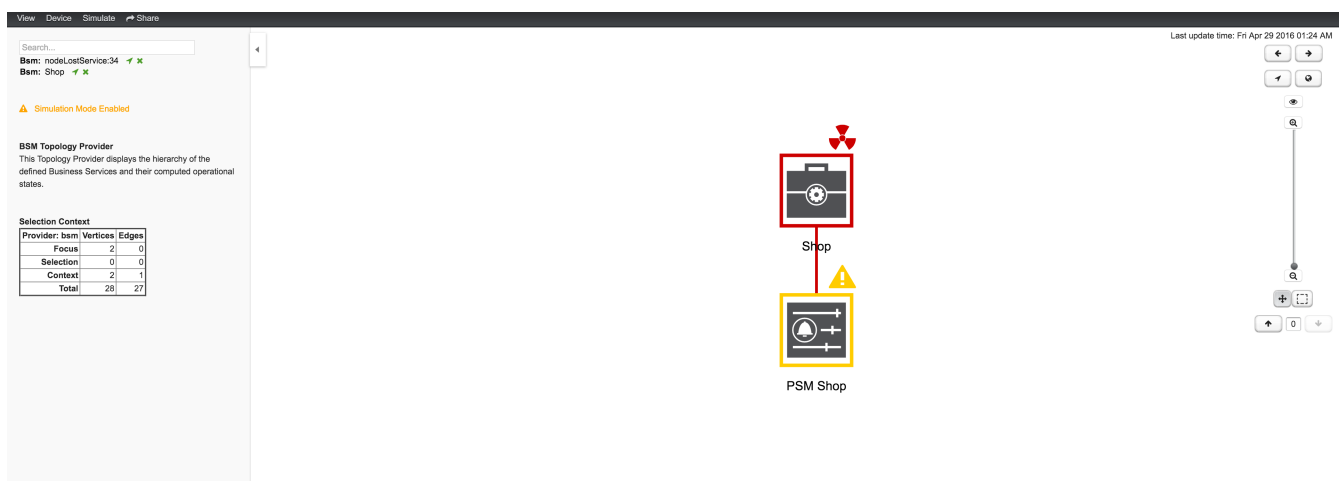 View Device Simulate Share
Last update time: Fri Apr 29 2016 01:24 AM
Search...
Bsm: nodeLostService:34
Bsm: Shop
Simulation Mode Enabled
BSM Topology Provider
This Topology Provider displays the hierarchy of the
defined Business Services and their computed operational
states.
Selection Context
Provider: bsm Vertices Edges
Focus 2 0
Selection 0 0
Context 2 1
Total 28 27
Shop
PSM Shop
0